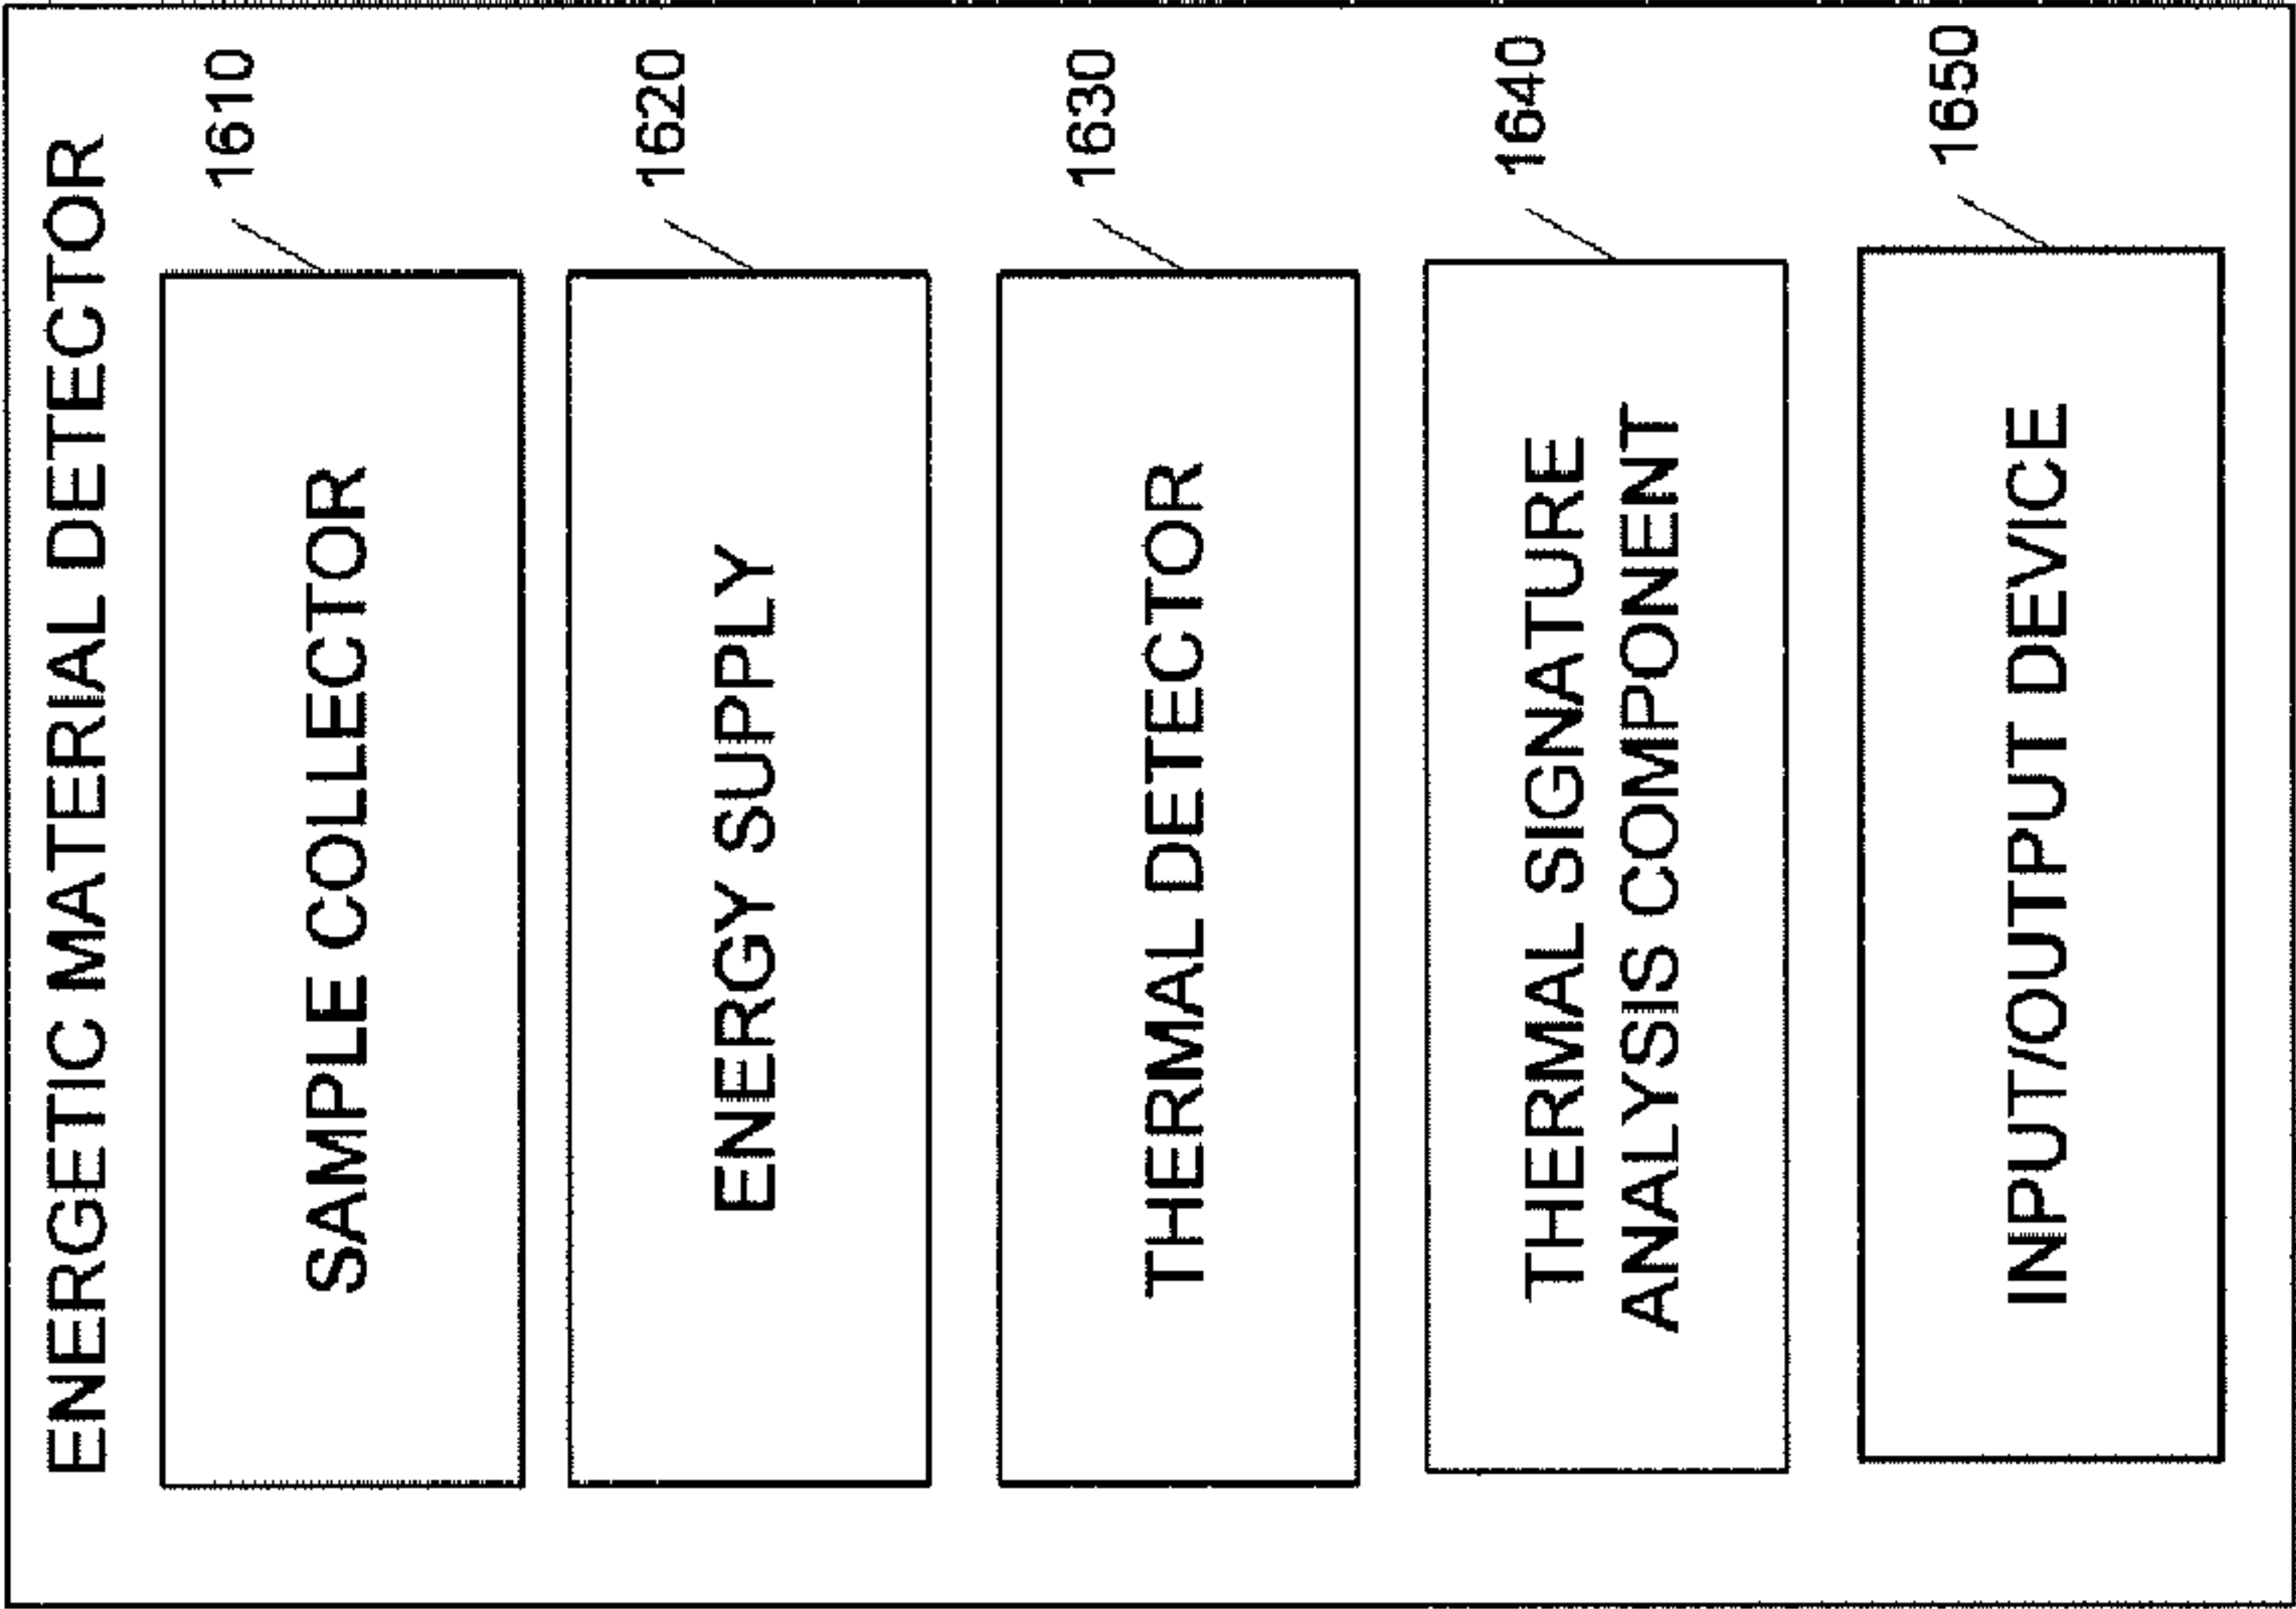 ENERGETIC MATERIAL DETECTOR
1610
SAMPLE COLLECTOR
1620
ENERGY SUPPLY
1630
THERMAL DETECTOR
1640
THERMAL SIGNATURE
ANALYSIS COMPONENT
1650
INPUT/OUTPUT DEVICE